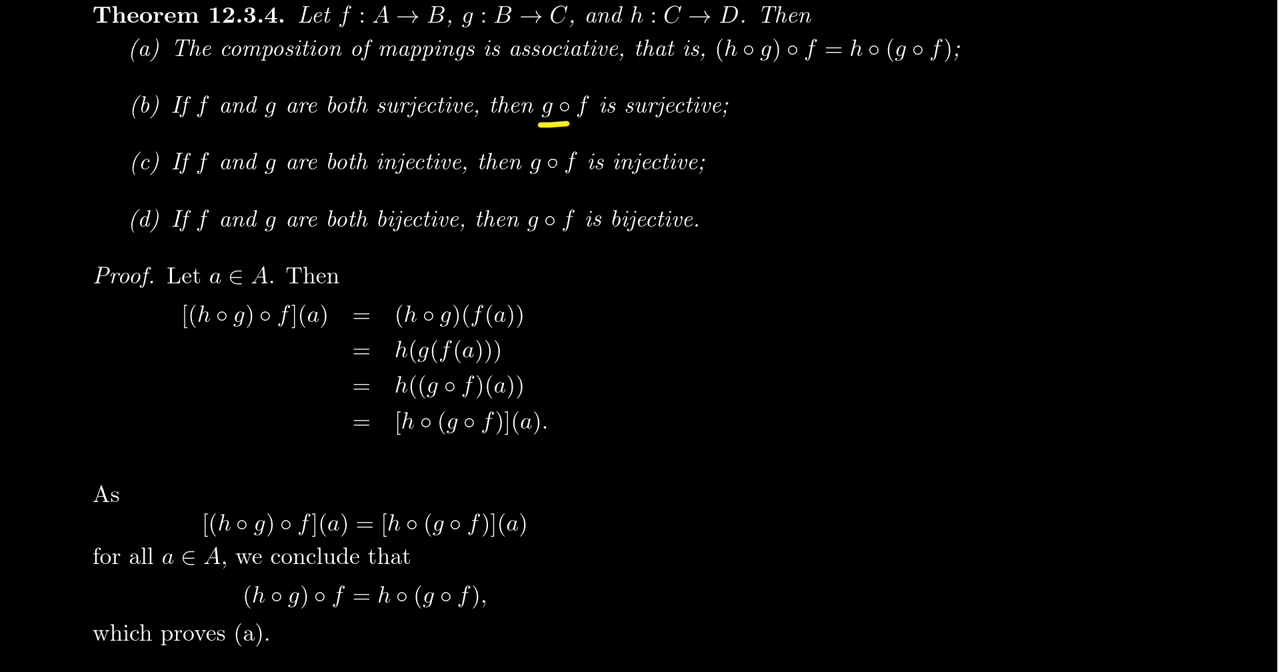 Theorem 12.3.4. Let f : A → B, g : B → C, and h : C → D. Then
(a) The composition of mappings is associative, that is, (h ∘ g) ∘ f = h ∘ (g ∘ f);
(b) If f and g are both surjective, then g ∘ f is surjective;
(c) If f and g are both injective, then g ∘ f is injective;
(d) If f and g are both bijective, then g ∘ f is bijective.
Proof. Let a ∈ A. Then
[(h ∘ g) ∘ f](a) = (h ∘ g)(f(a))
= h(g(f(a)))
= h((g ∘ f)(a))
= [h ∘ (g ∘ f)](a).
As
[(h ∘ g) ∘ f](a) = [h ∘ (g ∘ f)](a)
for all a ∈ A, we conclude that
(h ∘ g) ∘ f = h ∘ (g ∘ f),
which proves (a).